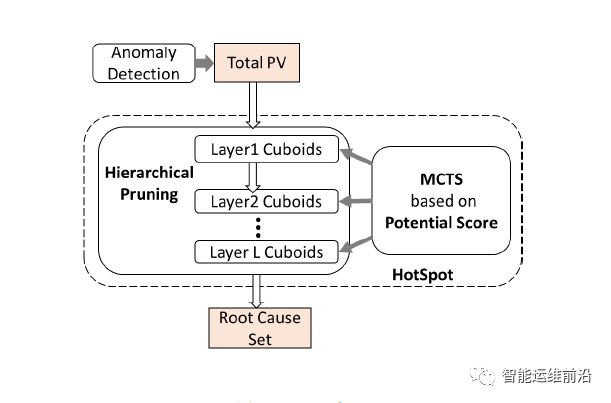 Anomaly
Detection
Total PV
Layer1 Cuboids
Hierarchical
Pruning
Layer2 Cuboids
Layer L Cuboids
MCTS
based on
Potential Score
HotSpot
Root Cause
Set
智能运维前沿